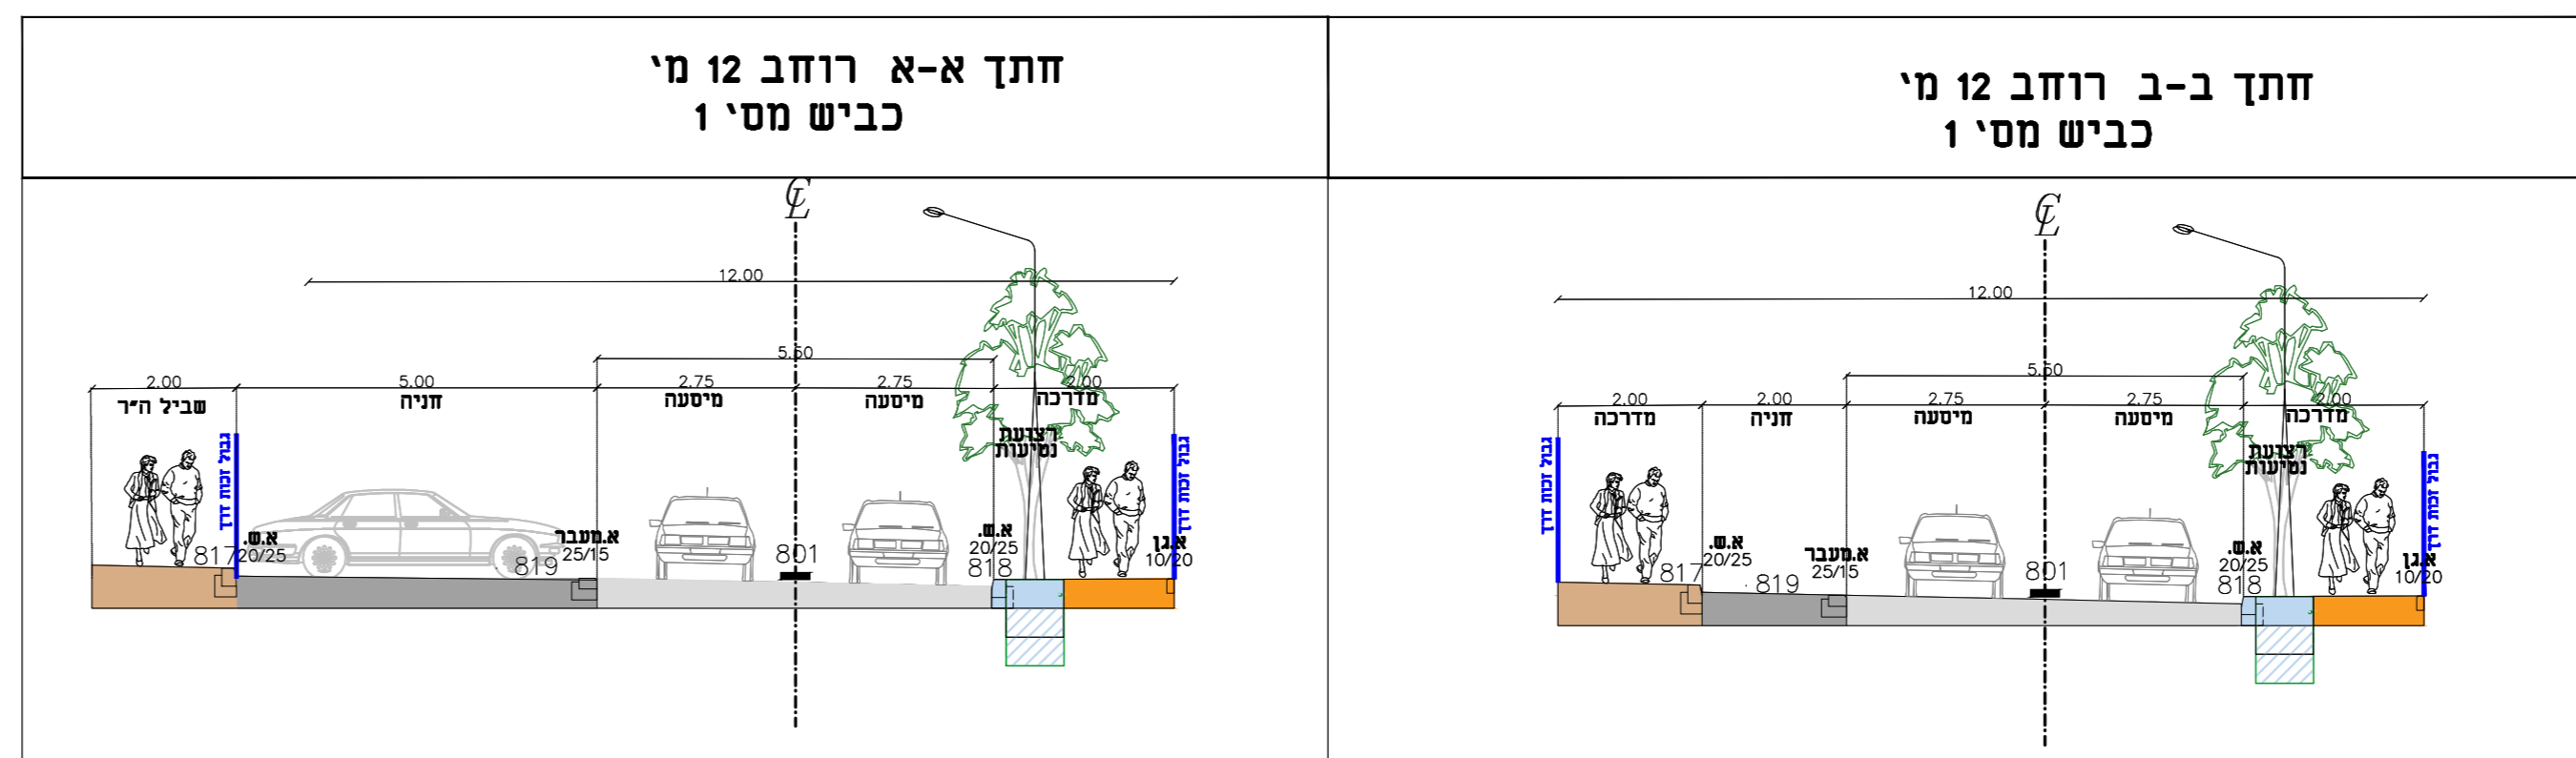 חתך א-א רוחב 12 מ'
כביש מס' 1
חתך ב-ב רוחב 12 מ'
כביש מס' 1
CL
12.00
5.50
2.00
5.00
2.75
2.75
2.00
שביל ה"ר
חניה
מיסעה
מיסעה
מדרכה
רצועת
נטיעות
גבול זכות דרך
גבול זכות דרך
א.ש.
20/25
817
819
א.מעבר
25/15
801
א.ש.
20/25
818
א.גן
10/20
CL
12.00
5.50
2.00
2.00
2.75
2.75
2.00
מדרכה
חניה
מיסעה
מיסעה
מדרכה
רצועת
נטיעות
גבול זכות דרך
גבול זכות דרך
817
א.ש.
20/25
819
א.מעבר
25/15
801
א.ש.
20/25
818
א.גן
10/20